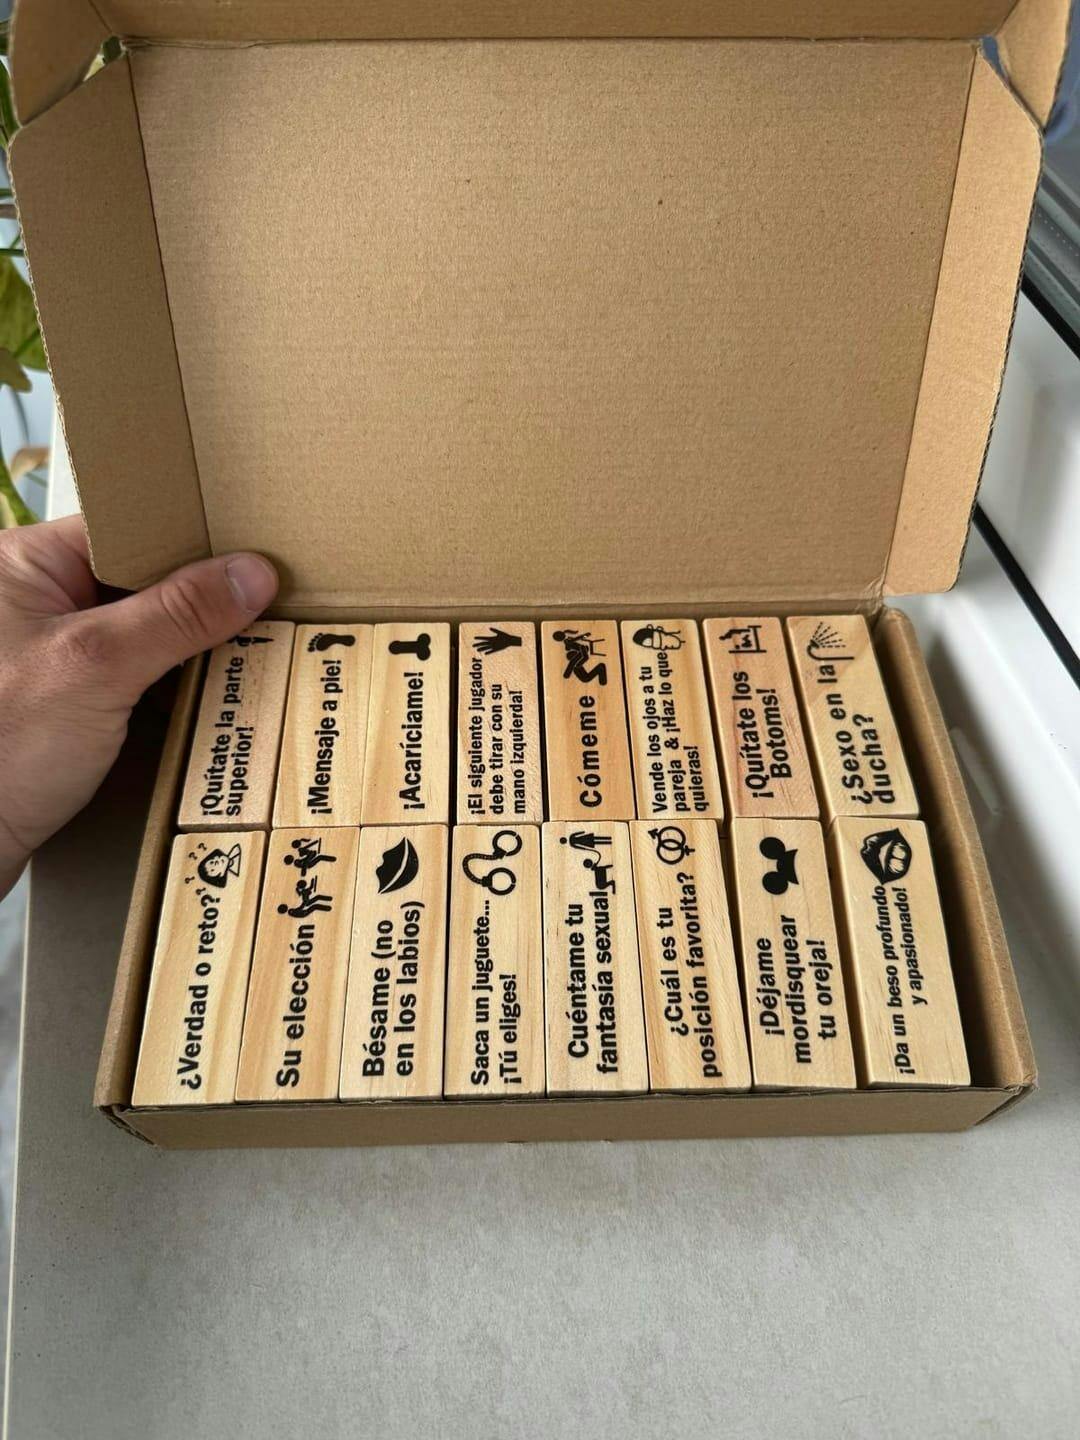 ¡Quítate la parte
superior!
¡Mensaje a pie!
¡Acaríciame!
¡El siguiente jugador
debe tirar con su
mano izquierda!
Cómeme
Vende los ojos a tu
pareja & ¡Haz lo que
quieras!
¡Quítate los
Botoms!
¿Sexo en la
ducha?
¿Verdad o reto?
Su elección
Bésame (no
en los labios)
Saca un juguete...
¡Tú eliges!
Cuéntame tu
fantasía sexual
¿Cuál es tu
posición favorita?
¡Déjame
mordisquear
tu oreja!
¡Da un beso profundo
y apasionado!